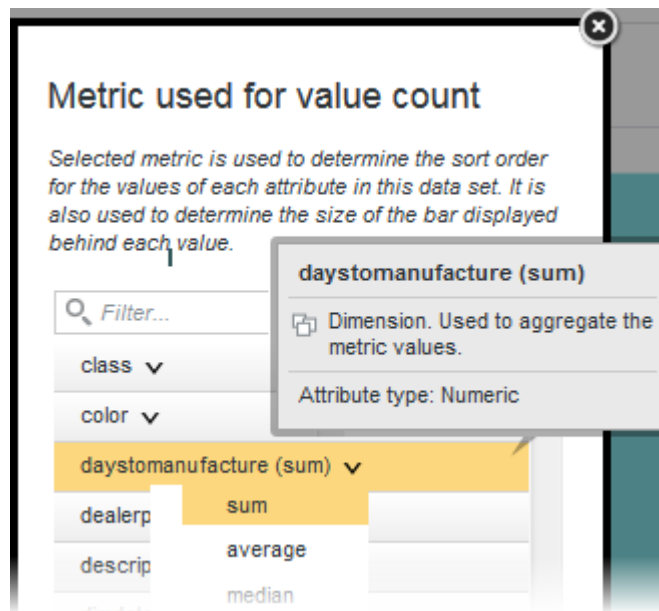 Metric used for value count
Selected metric is used to determine the sort order
for the values of each attribute in this data set. It is
also used to determine the size of the bar displayed
behind each value.
daystomanufacture (sum)
Dimension. Used to aggregate the
metric values.
Attribute type: Numeric
Filter...
class
color
daystomanufacture (sum)
dealerp
descrip
sum
average
median